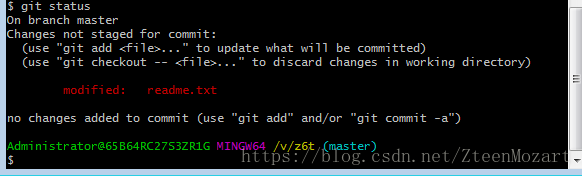 $ git status
On branch master
Changes not staged for commit:
  (use "git add <file>..." to update what will be committed)
  (use "git checkout -- <file>..." to discard changes in working directory)

        modified:   readme.txt

no changes added to commit (use "git add" and/or "git commit -a")

Administrator@65B64RC27S3ZR1G MINGW64 /v/z6t (master)
$
https://blog.csdn.net/ZteenMozart